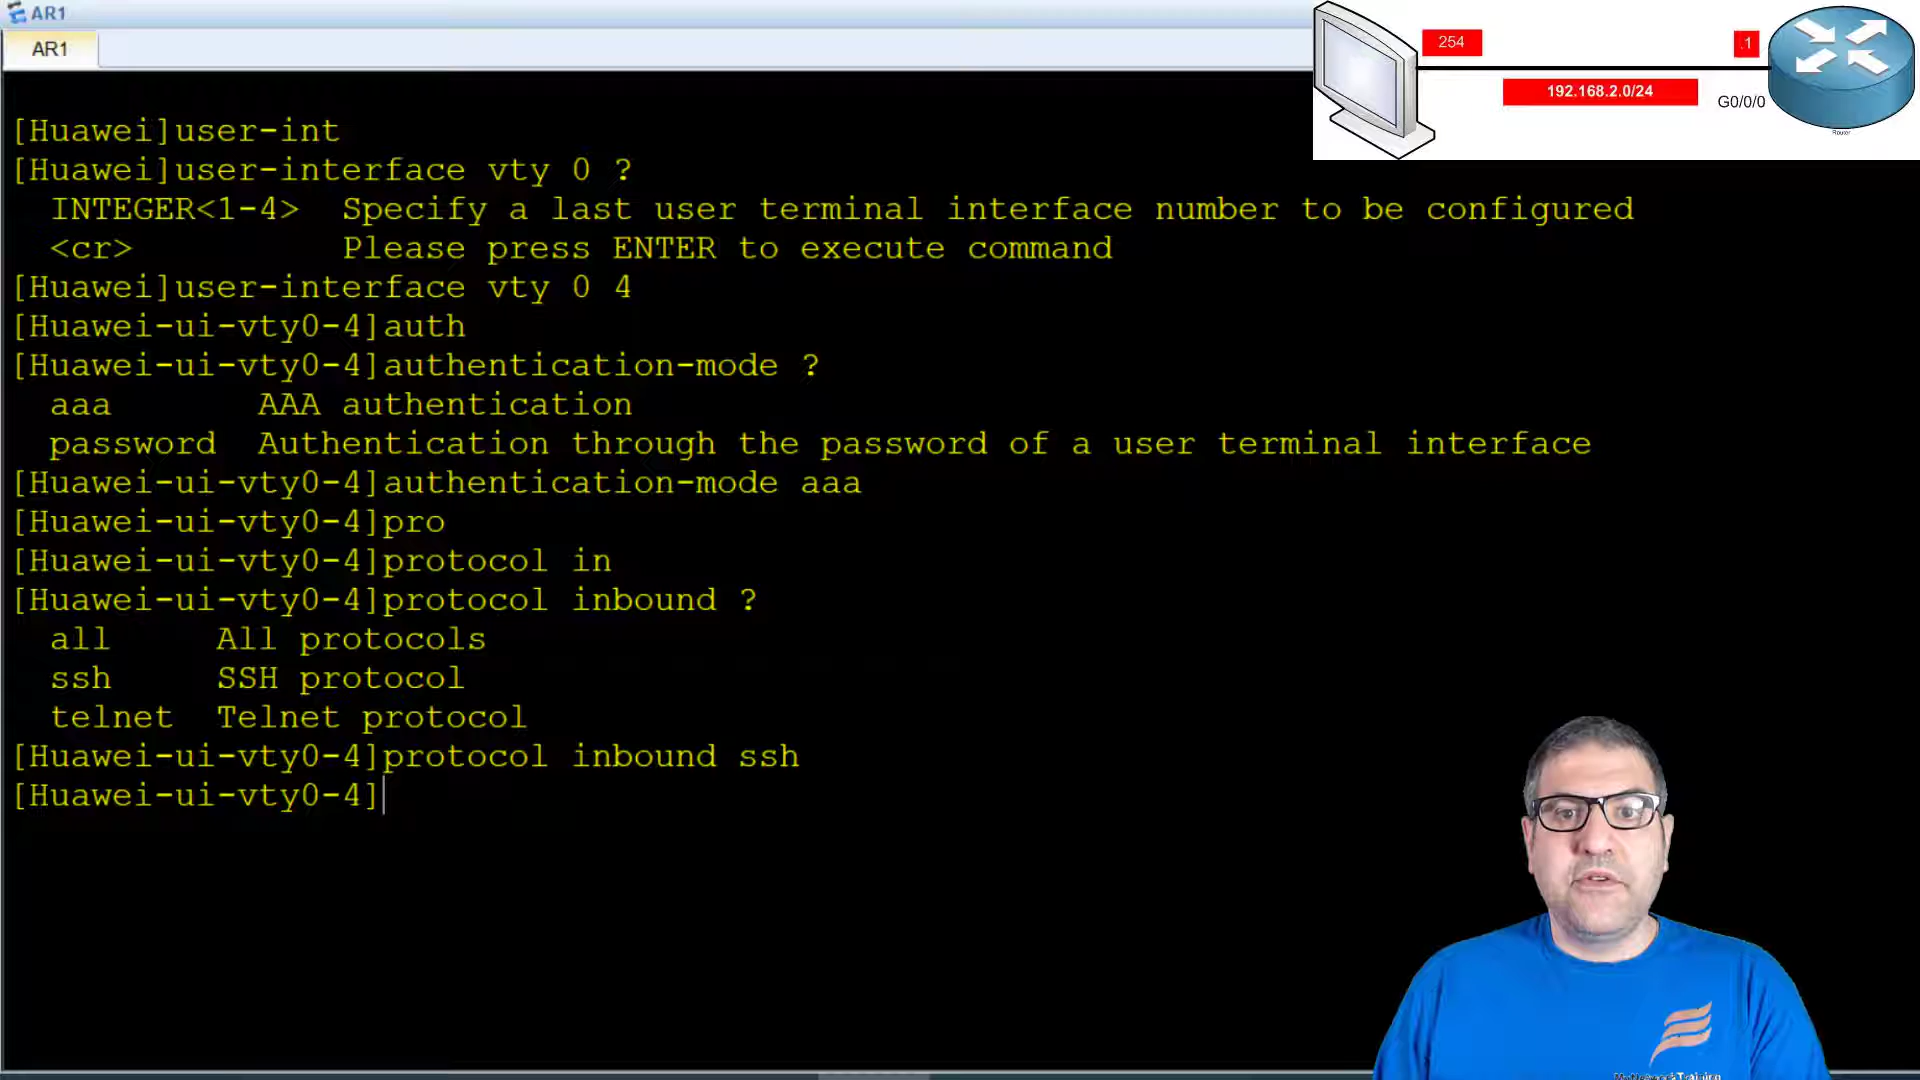 AR1
AR1
254
.1
192.168.2.0/24
G0/0/0
Router
[Huawei]user-int
[Huawei]user-interface vty 0 ?
INTEGER<1-4> Specify a last user terminal interface number to be configured
<cr> Please press ENTER to execute command
[Huawei]user-interface vty 0 4
[Huawei-ui-vty0-4]auth
[Huawei-ui-vty0-4]authentication-mode ?
aaa AAA authentication
password Authentication through the password of a user terminal interface
[Huawei-ui-vty0-4]authentication-mode aaa
[Huawei-ui-vty0-4]pro
[Huawei-ui-vty0-4]protocol in
[Huawei-ui-vty0-4]protocol inbound ?
all All protocols
ssh SSH protocol
telnet Telnet protocol
[Huawei-ui-vty0-4]protocol inbound ssh
[Huawei-ui-vty0-4]